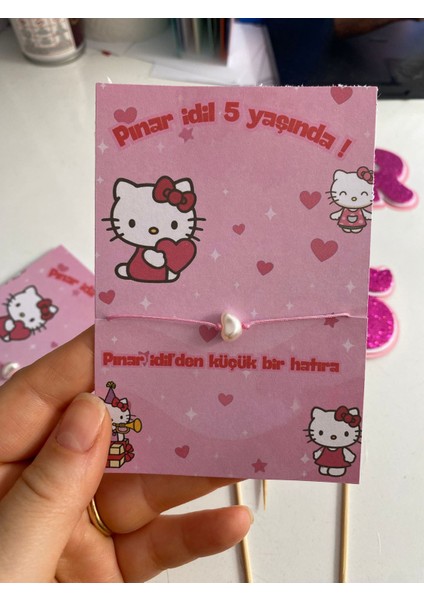 Pınar idil 5 yaşında !
Pınar idil'den küçük bir hatıra